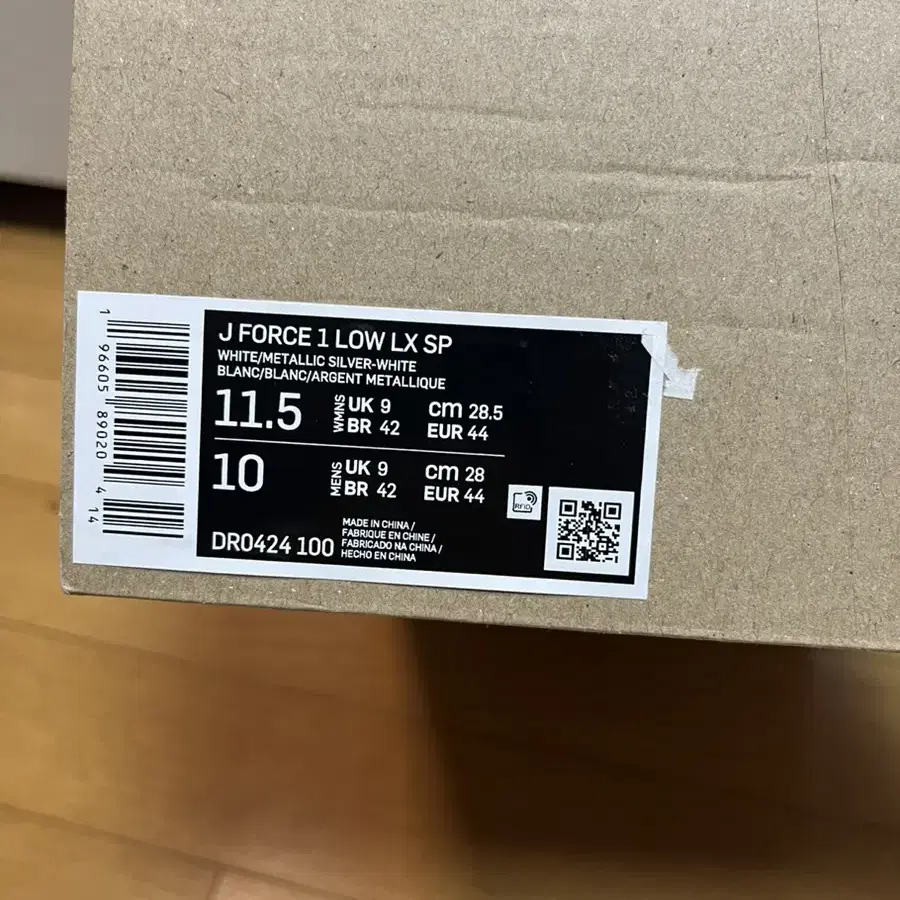 J FORCE 1 LOW LX SP
WHITE/METALLIC SILVER-WHITE
BLANC/BLANC/ARGENT METALLIQUE
11.5 WMNS UK 9 cm 28.5
BR 42 EUR 44
10 MENS UK 9 cm 28
BR 42 EUR 44
DR0424 100
MADE IN CHINA /
FABRIQUE EN CHINE /
FABRICADO NA CHINA /
HECHO EN CHINA
RFID
1 96605 89020 4 14